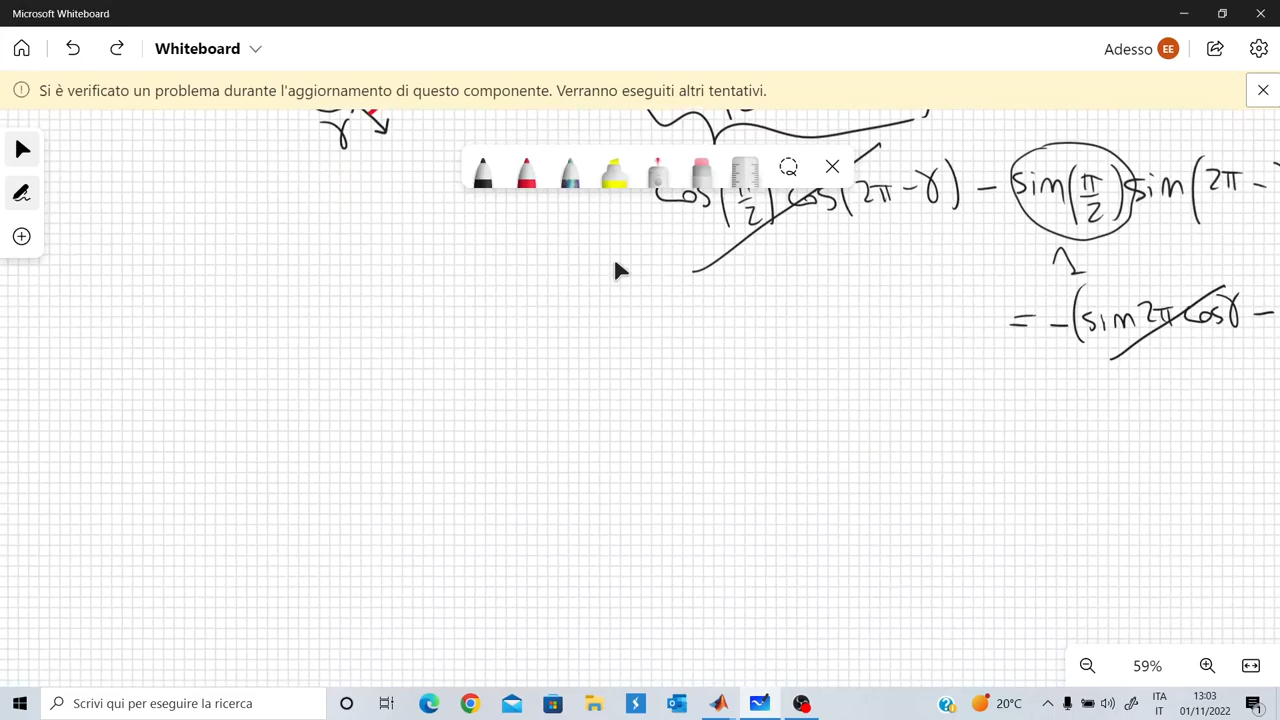 Microsoft Whiteboard
Whiteboard
Adesso EE
Si è verificato un problema durante l'aggiornamento di questo componente. Verranno eseguiti altri tentativi.
γ
cos(π/2) cos(2π - γ) - sin(π/2) sin(2π -
1
= -(sin 2π cos γ -
59%
Scrivi qui per eseguire la ricerca
20°C
ITA
IT
13:03
01/11/2022